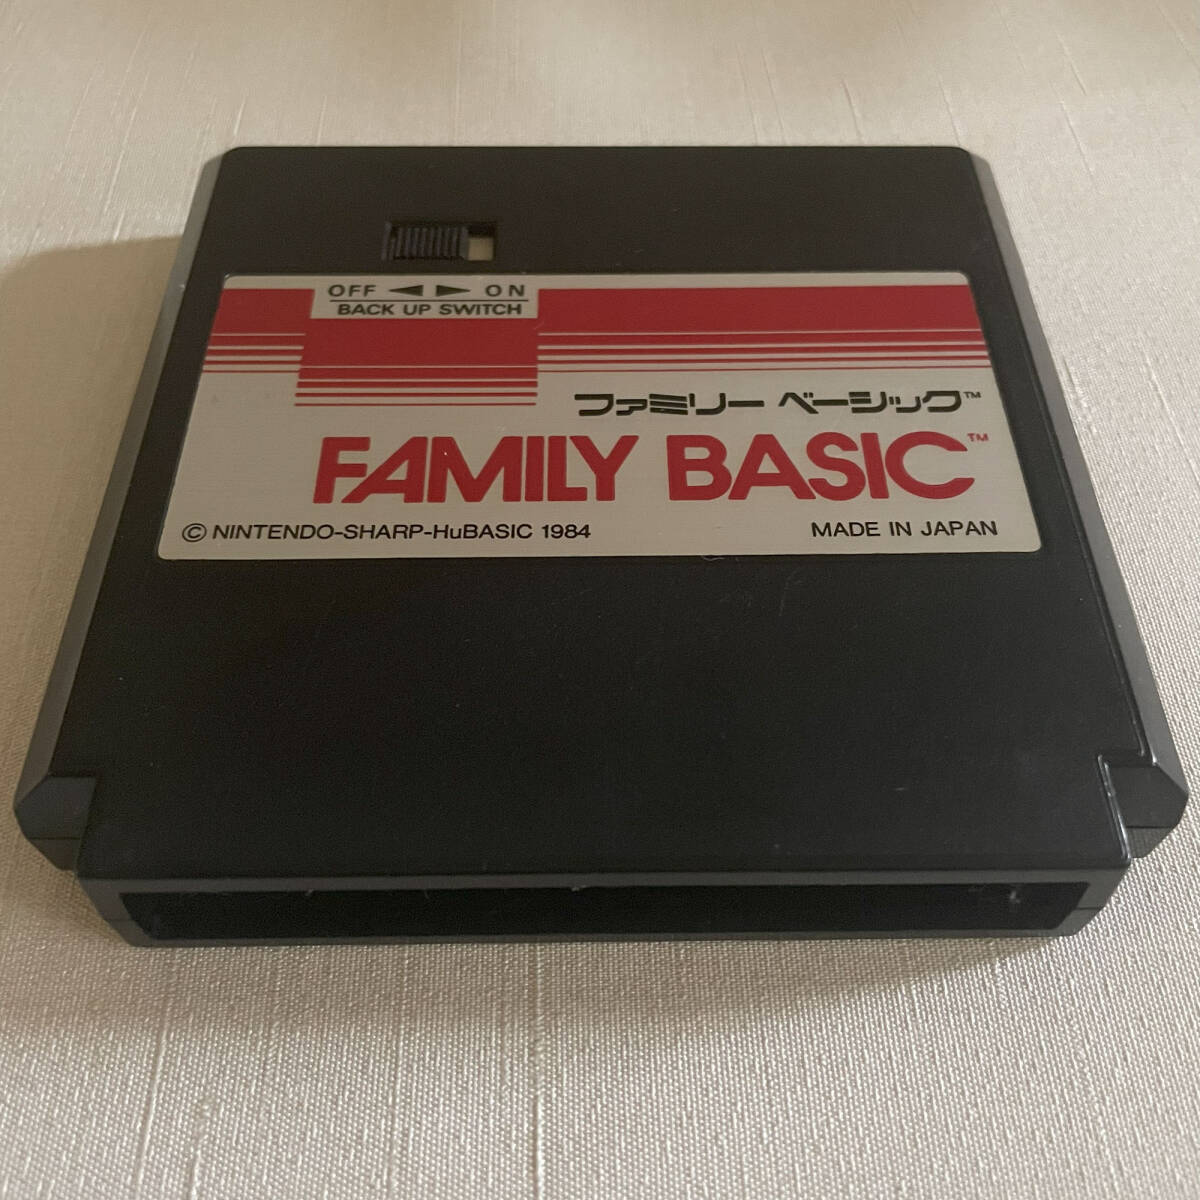 OFF ◀ ▶ ON
BACK UP SWITCH
ファミリー ベーシック™
FAMILY BASIC™
© NINTENDO-SHARP-HuBASIC 1984
MADE IN JAPAN